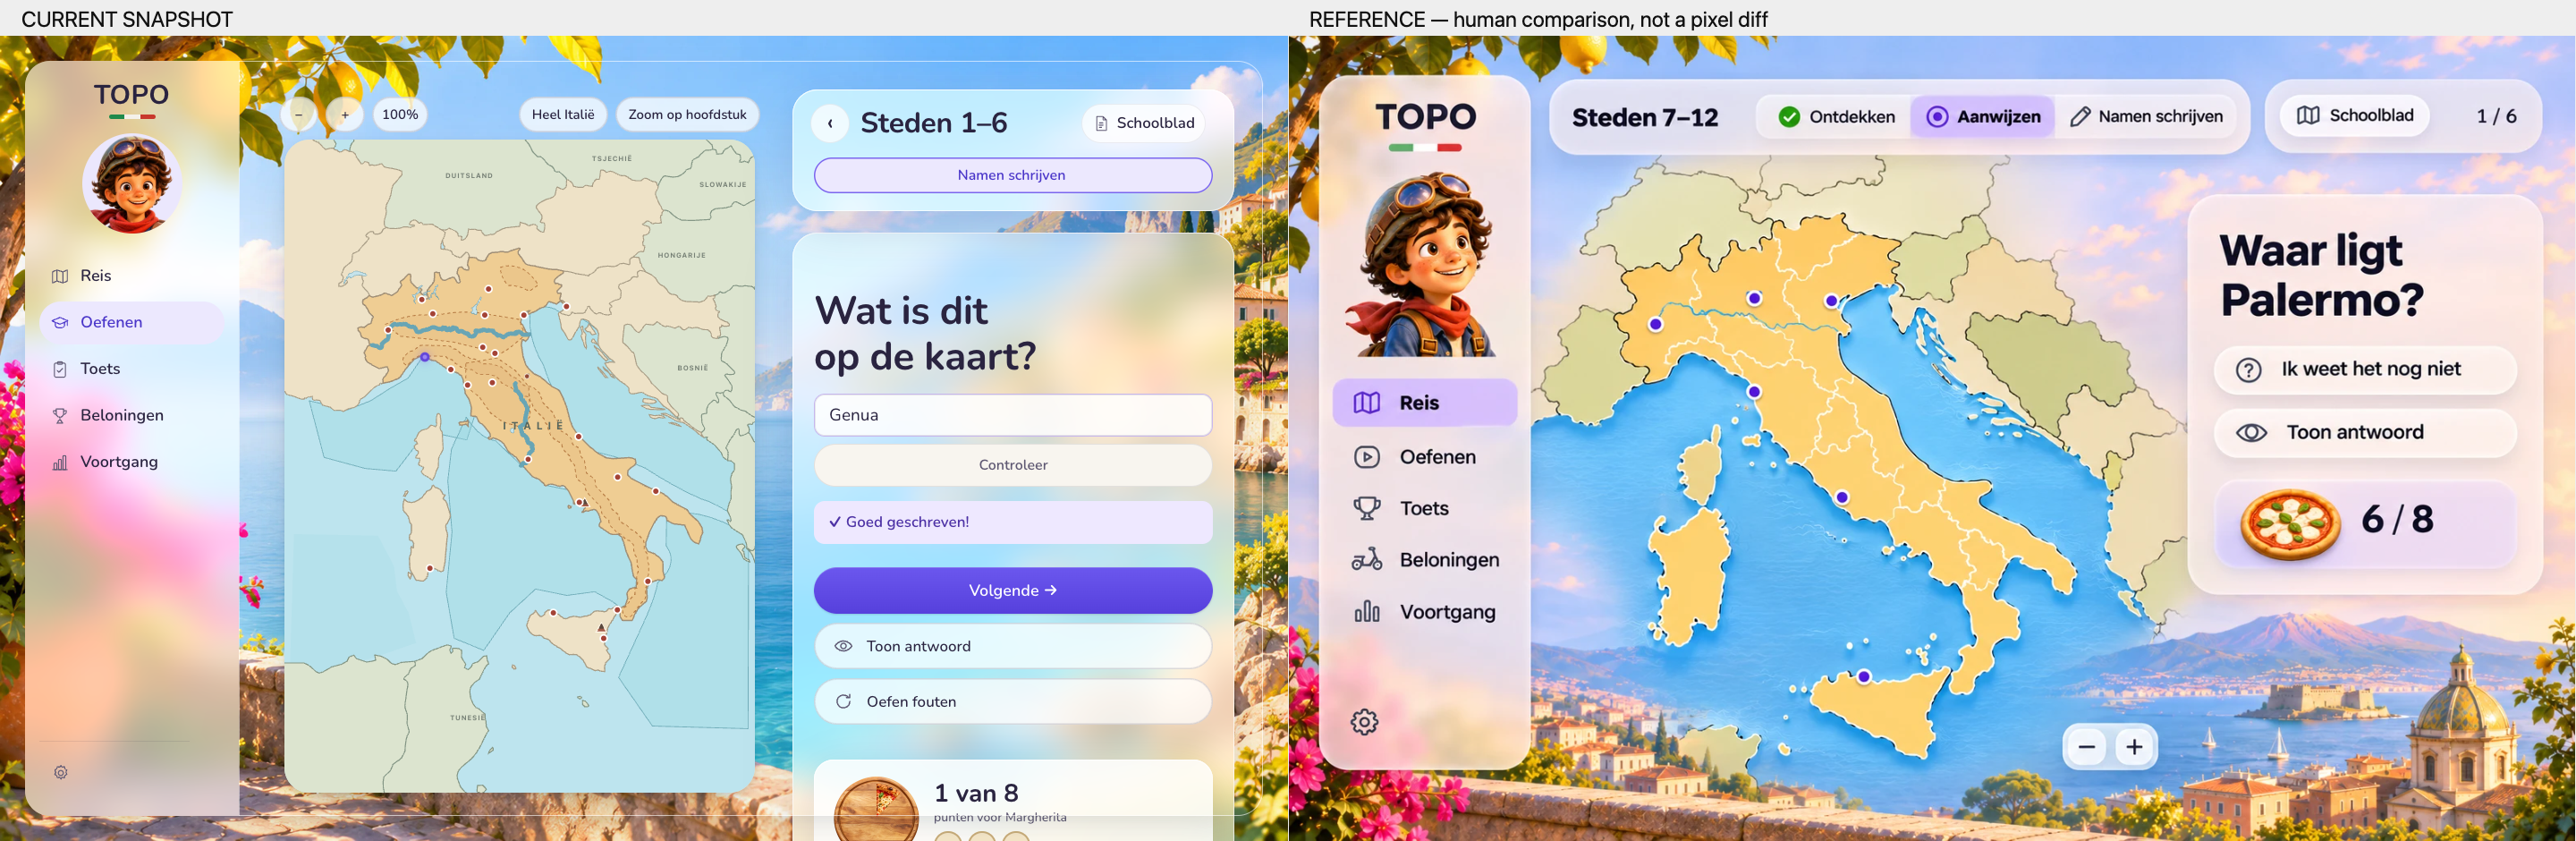 CURRENT SNAPSHOT
TOPO
Reis
Oefenen
Toets
Beloningen
Voortgang
− + 100% Heel Italië Zoom op hoofdstuk
DUITSLAND
TSJECHIË
SLOWAKIJE
HONGARIJE
BOSNIË
ITALIË
TUNESIË
‹ Steden 1–6 Schoolblad
Namen schrijven
Wat is dit
op de kaart?
Genua
Controleer
✓ Goed geschreven!
Volgende →
Toon antwoord
Oefen fouten
1 van 8
punten voor Margherita
REFERENCE — human comparison, not a pixel diff
TOPO
Reis
Oefenen
Toets
Beloningen
Voortgang
Steden 7–12 Ontdekken Aanwijzen Namen schrijven
Schoolblad 1 / 6
Waar ligt
Palermo?
Ik weet het nog niet
Toon antwoord
6 / 8
− +